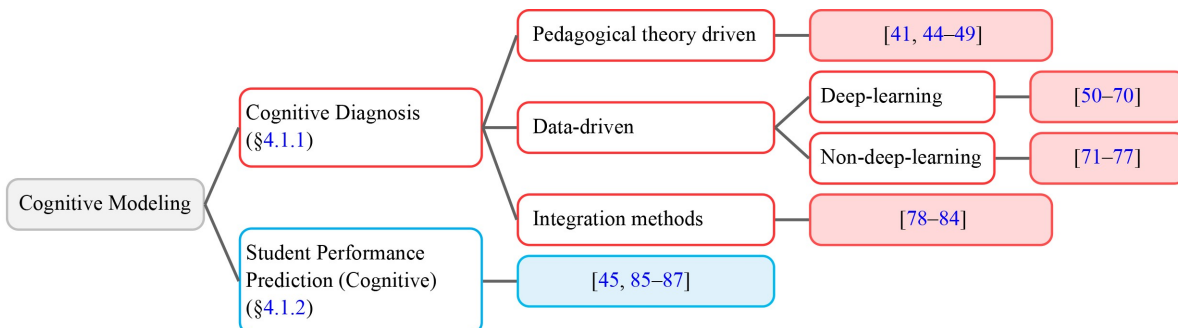 Cognitive Modeling
Cognitive Diagnosis
(§4.1.1)
Pedagogical theory driven
[41, 44–49]
Data-driven
Deep-learning
[50–70]
Non-deep-learning
[71–77]
Integration methods
[78–84]
Student Performance
Prediction (Cognitive)
(§4.1.2)
[45, 85–87]